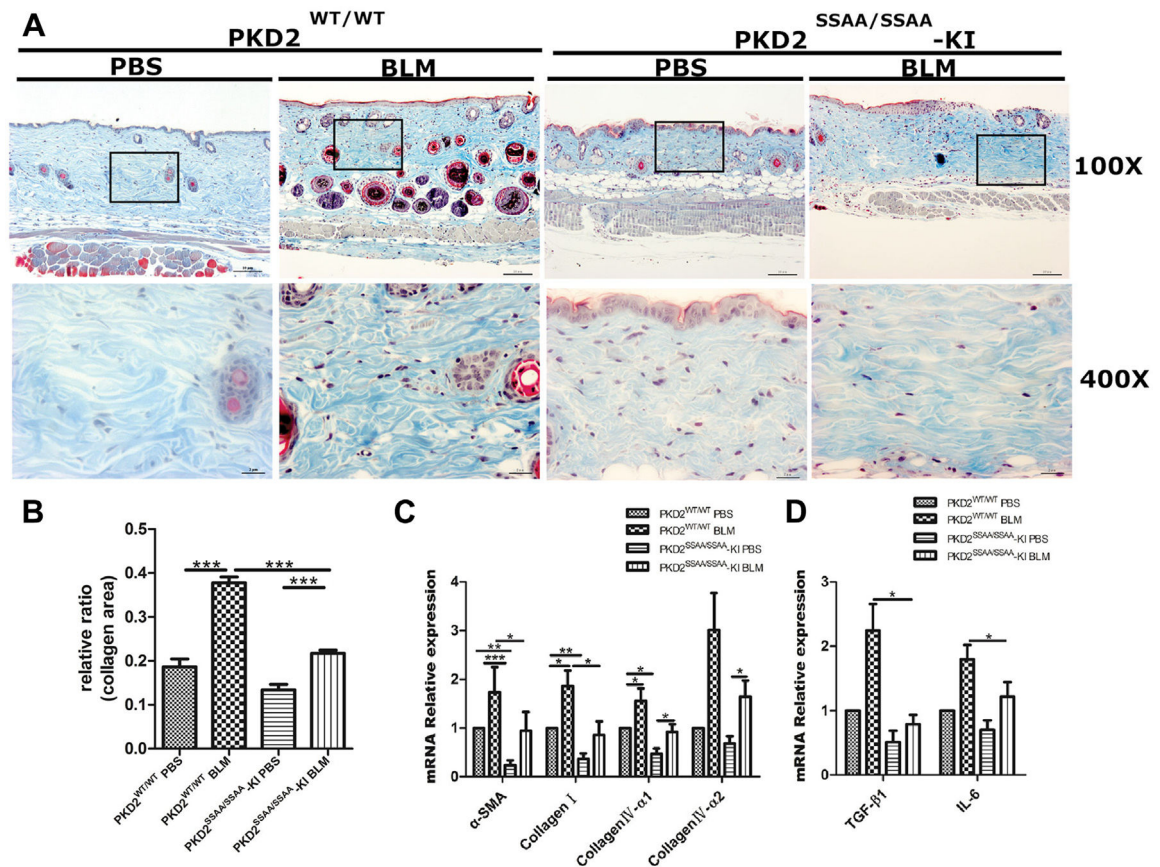 A
PKD2 WT/WT
PKD2 SSAA/SSAA -KI
PBS
BLM
PBS
BLM
100X
400X
B
relative ratio
(collagen area)
0.5
0.4
0.3
0.2
0.1
0.0
***
***
***
PKD2WT/WT PBS
PKD2WT/WT BLM
PKD2SSAA/SSAA-KI PBS
PKD2SSAA/SSAA-KI BLM
C
PKD2WT/WT PBS
PKD2WT/WT BLM
PKD2SSAA/SSAA-KI PBS
PKD2SSAA/SSAA-KI BLM
mRNA Relative expression
4
3
2
1
0
*
**
***
**
*
*
*
*
*
*
α-SMA
Collagen Ⅰ
CollagenⅣ-α1
CollagenⅣ-α2
D
PKD2WT/WT PBS
PKD2WT/WT BLM
PKD2SSAA/SSAA-KI PBS
PKD2SSAA/SSAA-KI BLM
mRNA Relative expression
3
2
1
0
*
*
TGF-β1
IL-6